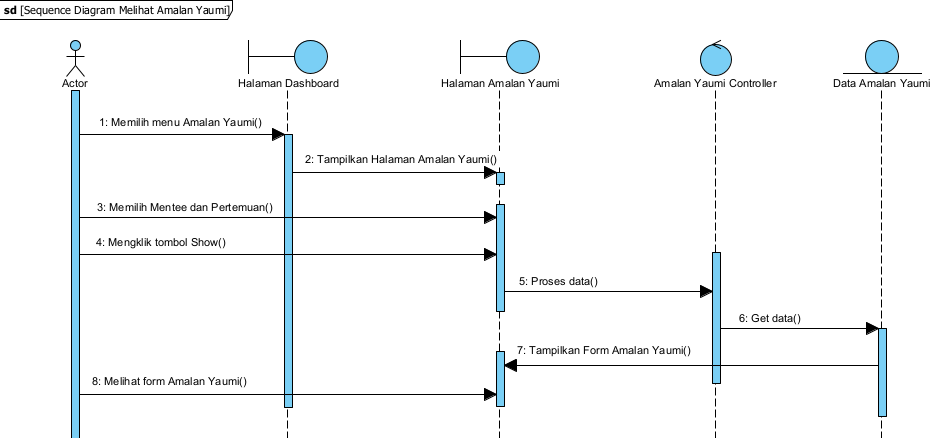 sd [Sequence Diagram Melihat Amalan Yaumi]
Actor
Halaman Dashboard
Halaman Amalan Yaumi
Amalan Yaumi Controller
Data Amalan Yaumi
1: Memilih menu Amalan Yaumi()
2: Tampilkan Halaman Amalan Yaumi()
3: Memilih Mentee dan Pertemuan()
4: Mengklik tombol Show()
5: Proses data()
6: Get data()
7: Tampilkan Form Amalan Yaumi()
8: Melihat form Amalan Yaumi()